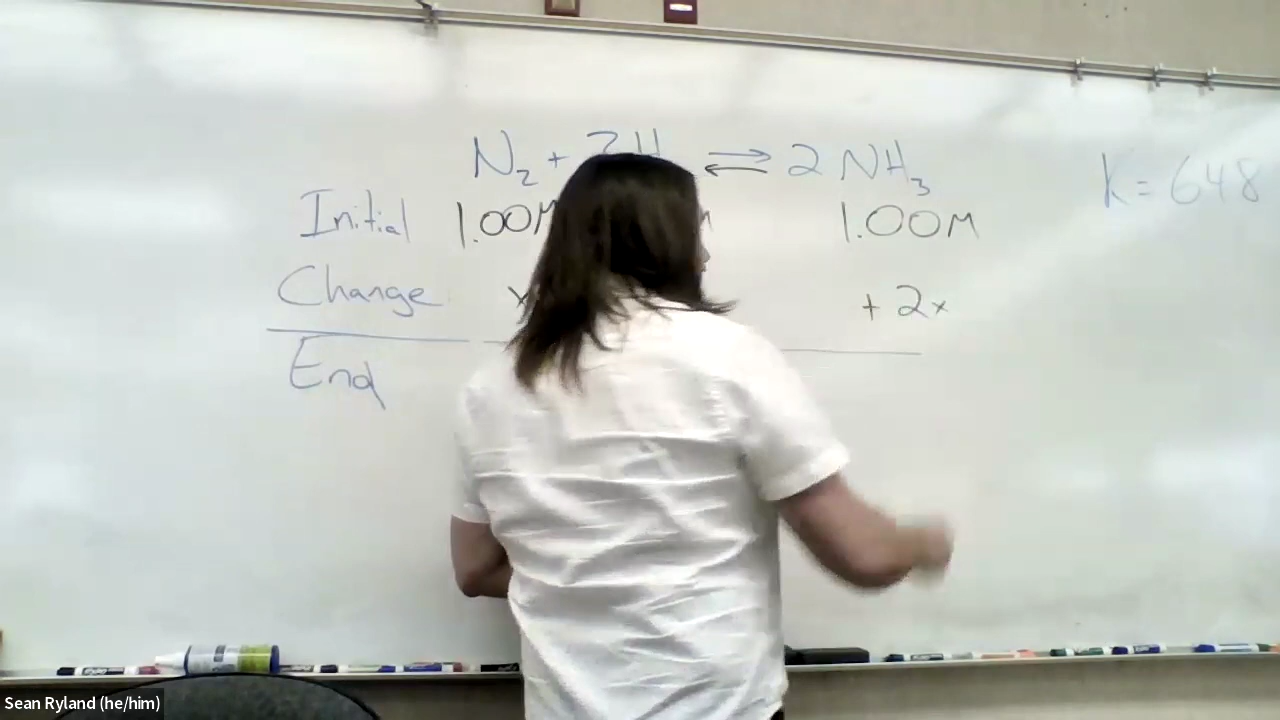 N₂ + ⇌ 2 NH₃ K = 648
Initial 1.00M 1.00M
Change x + 2x
End
Sean Ryland (he/him)